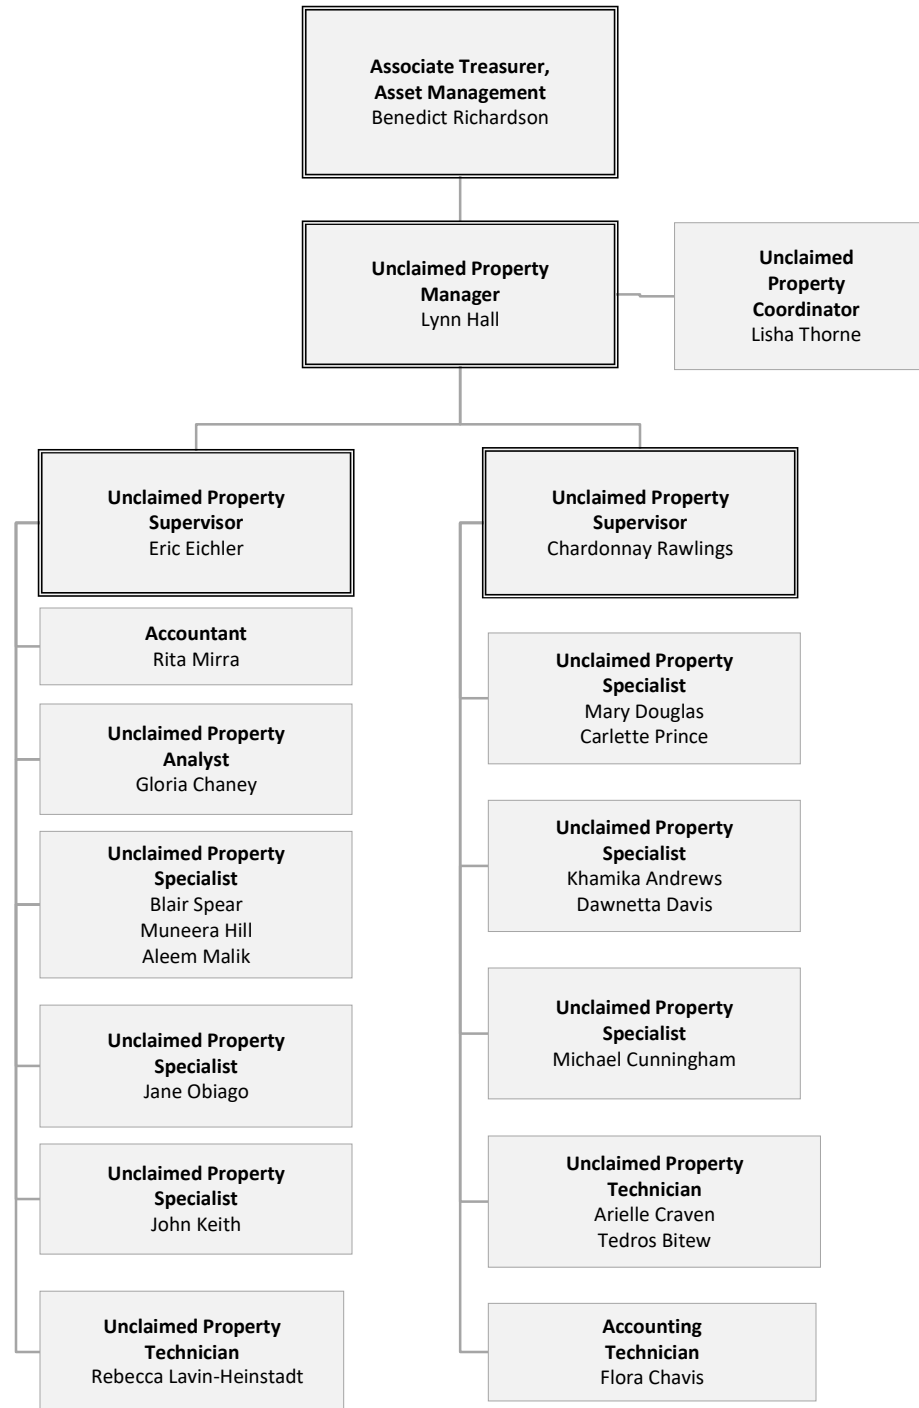 Associate Treasurer,
Asset Management
Benedict Richardson
Unclaimed Property
Manager
Lynn Hall
Unclaimed
Property
Coordinator
Lisha Thorne
Unclaimed Property
Supervisor
Eric Eichler
Accountant
Rita Mirra
Unclaimed Property
Analyst
Gloria Chaney
Unclaimed Property
Specialist
Blair Spear
Muneera Hill
Aleem Malik
Unclaimed Property
Specialist
Jane Obiago
Unclaimed Property
Specialist
John Keith
Unclaimed Property
Technician
Rebecca Lavin-Heinstadt
Unclaimed Property
Supervisor
Chardonnay Rawlings
Unclaimed Property
Specialist
Mary Douglas
Carlette Prince
Unclaimed Property
Specialist
Khamika Andrews
Dawnetta Davis
Unclaimed Property
Specialist
Michael Cunningham
Unclaimed Property
Technician
Arielle Craven
Tedros Bitew
Accounting
Technician
Flora Chavis